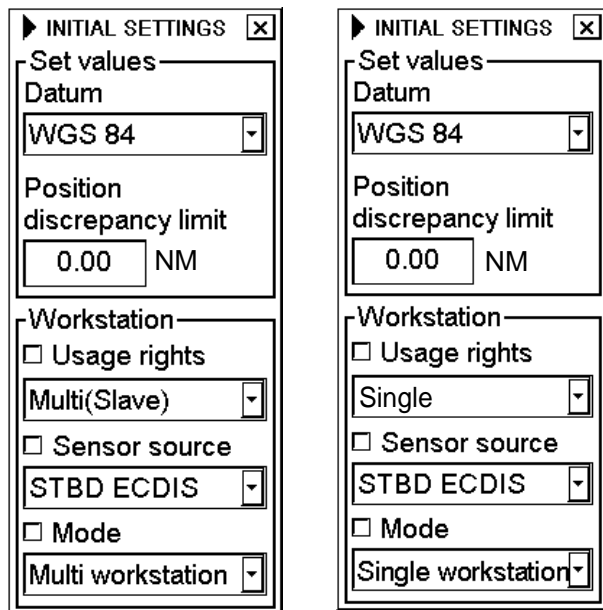 INITIAL SETTINGS
Set values
Datum
WGS 84
Position
discrepancy limit
0.00 NM
Workstation
Usage rights
Multi(Slave)
Sensor source
STBD ECDIS
Mode
Multi workstation
INITIAL SETTINGS
Set values
Datum
WGS 84
Position
discrepancy limit
0.00 NM
Workstation
Usage rights
Single
Sensor source
STBD ECDIS
Mode
Single workstation